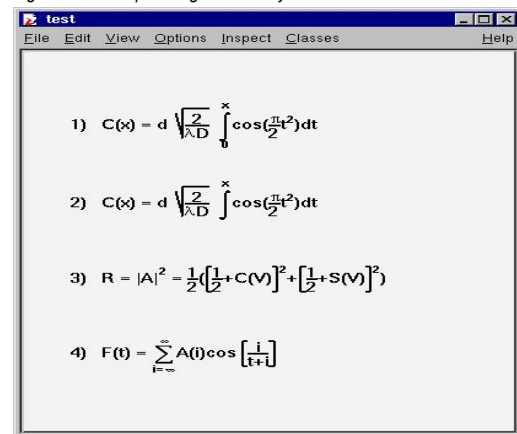 test
File Edit View Options Inspect Classes Help
1) C(x) = d √(2/λD) ∫₀ˣ cos(π/2 t²)dt
2) C(x) = d √(2/λD) ∫ˣ cos(π/2 t²)dt
3) R = |A|² = 1/2([1/2+C(V)]²+[1/2+S(V)]²)
4) F(t) = ∑_{i=∞}^{∞} A(i)cos [i/(t+i)]